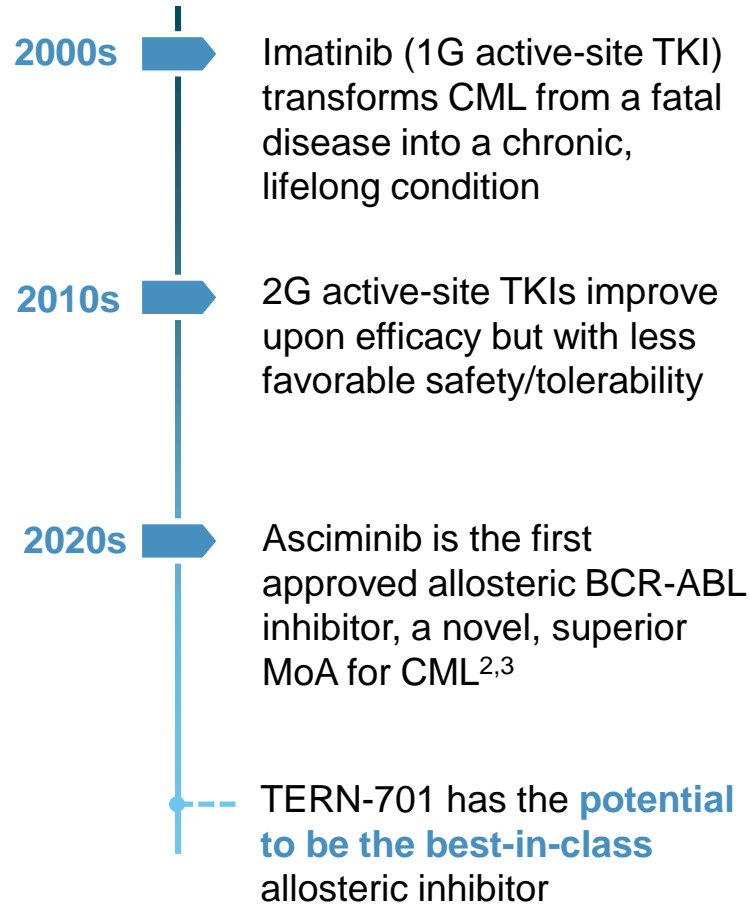 2000s
Imatinib (1G active-site TKI)
transforms CML from a fatal
disease into a chronic,
lifelong condition
2010s
2G active-site TKIs improve
upon efficacy but with less
favorable safety/tolerability
2020s
Asciminib is the first
approved allosteric BCR-ABL
inhibitor, a novel, superior
MoA for CML2,3
TERN-701 has the potential
to be the best-in-class
allosteric inhibitor